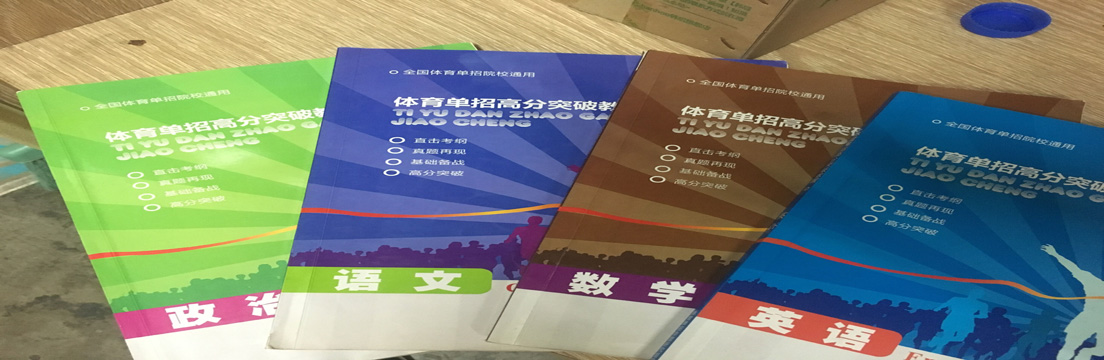 全国体育单招院校通用
体育单招高分突破教
TI YU DAN ZHAO GA
JIAO CHENG
直击考纲
真题再现
基础备战
高分突破
政治
全国体育单招院校通用
体育单招高分突破教
TI YU DAN ZHAO GA
JIAO CHENG
直击考纲
真题再现
基础备战
高分突破
语文
全国体育单招院校通用
体育单招高分突破
TI YU DAN ZHAO
JIAO CHENG
直击考纲
真题再现
基础备战
高分突破
数学
全国体育单招院校通用
体育单招高分突破
TI YU DAN ZHAO
JIAO CHENG
直击考纲
真题再现
基础备战
高分突破
英语